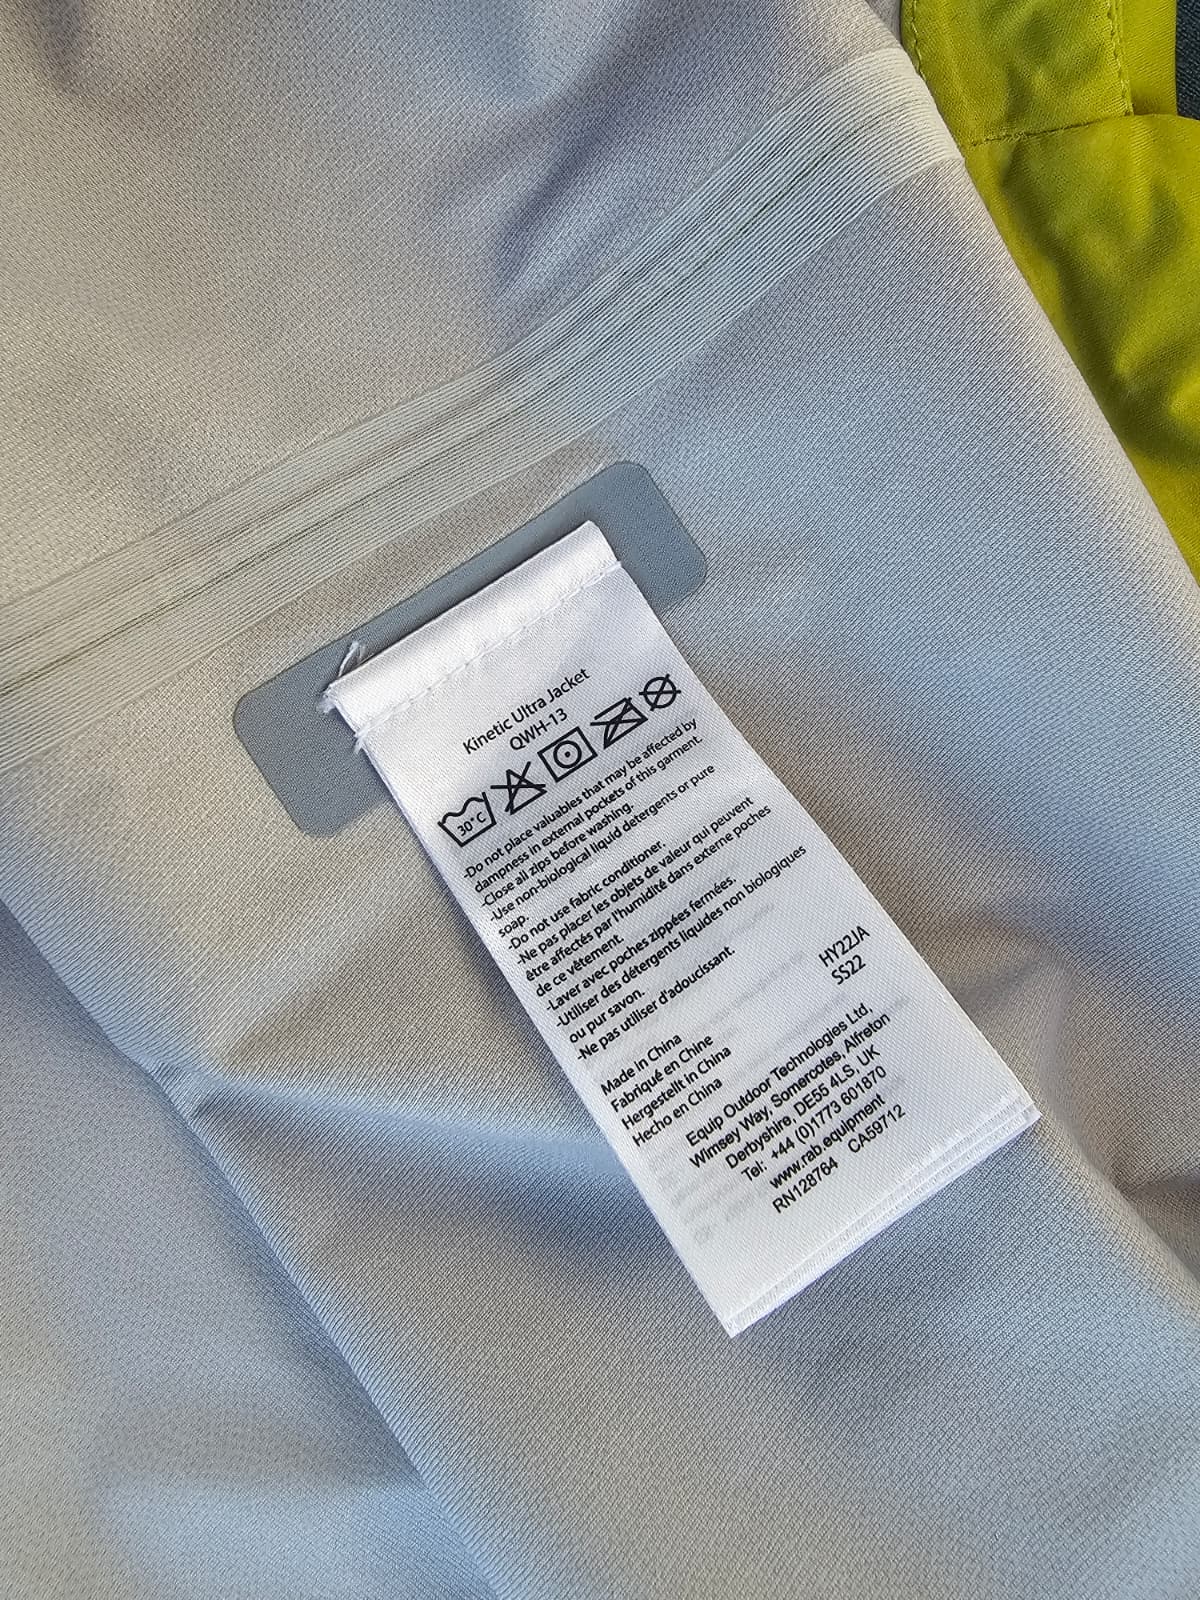 Kinetic Ultra Jacket
QWH-13
30°C
-Do not place valuables that may be affected by
dampness in external pockets of this garment.
-Close all zips before washing.
-Use non-biological liquid detergents or pure
soap.
-Do not use fabric conditioner.
-Ne pas placer les objets de valeur qui peuvent
être affectés par l'humidité dans externe poches
de ce vêtement.
-Laver avec poches zippées fermées.
-Utiliser des détergents liquides non biologiques
ou pur savon.
-Ne pas utiliser d'adoucissant.
HY22JA
SS22
Made in China
Fabriqué en Chine
Hergestellt in China
Hecho en China
Equip Outdoor Technologies Ltd,
Wimsey Way, Somercotes, Alfreton
Derbyshire, DE55 4LS, UK
Tel: +44 (0)1773 601870
www.rab.equipment
RN128764 CA59712